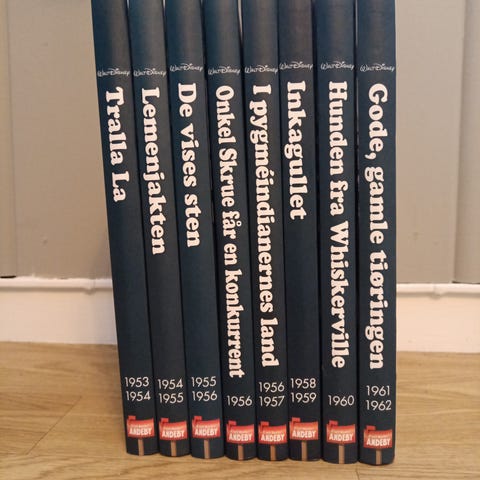 WALT DISNEY
Tralla La
1953
1954
ANDEBY
WALT DISNEY
Lemenjakten
1954
1955
ANDEBY
WALT DISNEY
De vises sten
1955
1956
ANDEBY
WALT DISNEY
Onkel Skrue får en konkurrent
1956
ANDEBY
WALT DISNEY
I pygméindianernes land
1956
1957
ANDEBY
WALT DISNEY
Inkagullet
1958
1959
ANDEBY
WALT DISNEY
Hunden fra Whiskerville
1960
ANDEBY
WALT DISNEY
Gode, gamle tiøringen
1961
1962
ANDEBY